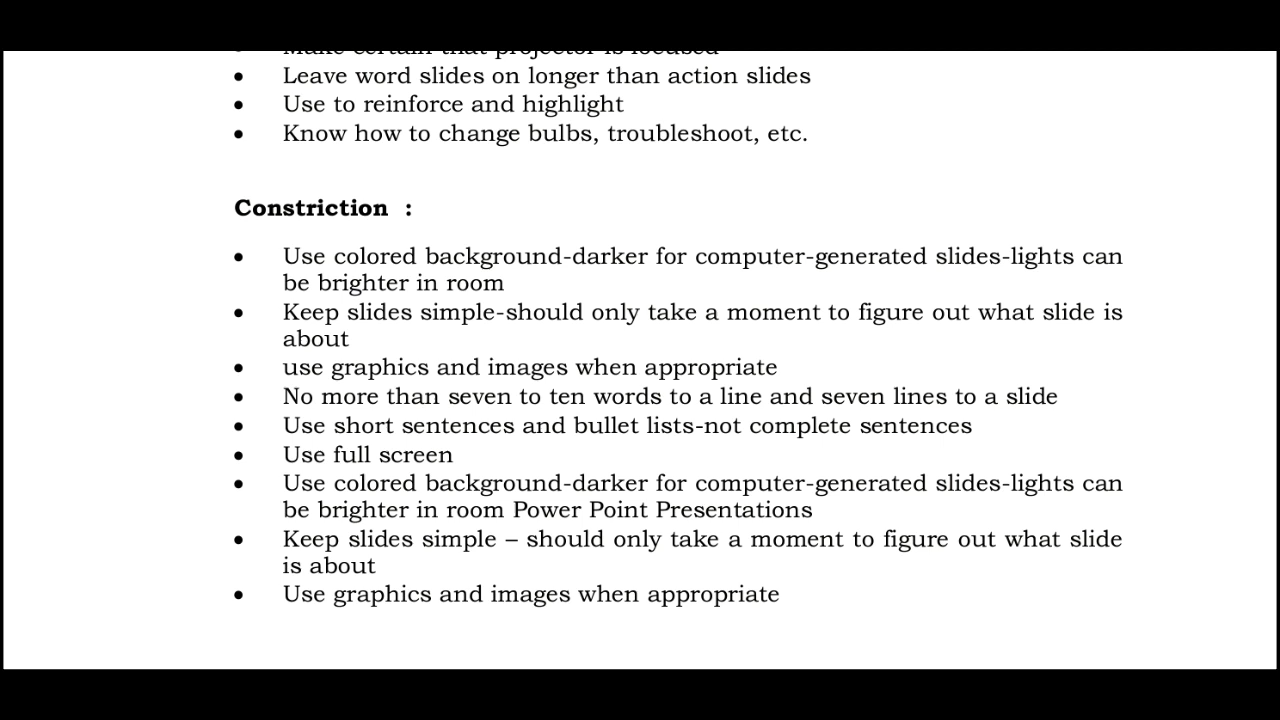 Make certain that projector is focused
• Leave word slides on longer than action slides
• Use to reinforce and highlight
• Know how to change bulbs, troubleshoot, etc.
Constriction :
• Use colored background-darker for computer-generated slides-lights can
be brighter in room
• Keep slides simple-should only take a moment to figure out what slide is
about
• use graphics and images when appropriate
• No more than seven to ten words to a line and seven lines to a slide
• Use short sentences and bullet lists-not complete sentences
• Use full screen
• Use colored background-darker for computer-generated slides-lights can
be brighter in room Power Point Presentations
• Keep slides simple – should only take a moment to figure out what slide
is about
• Use graphics and images when appropriate